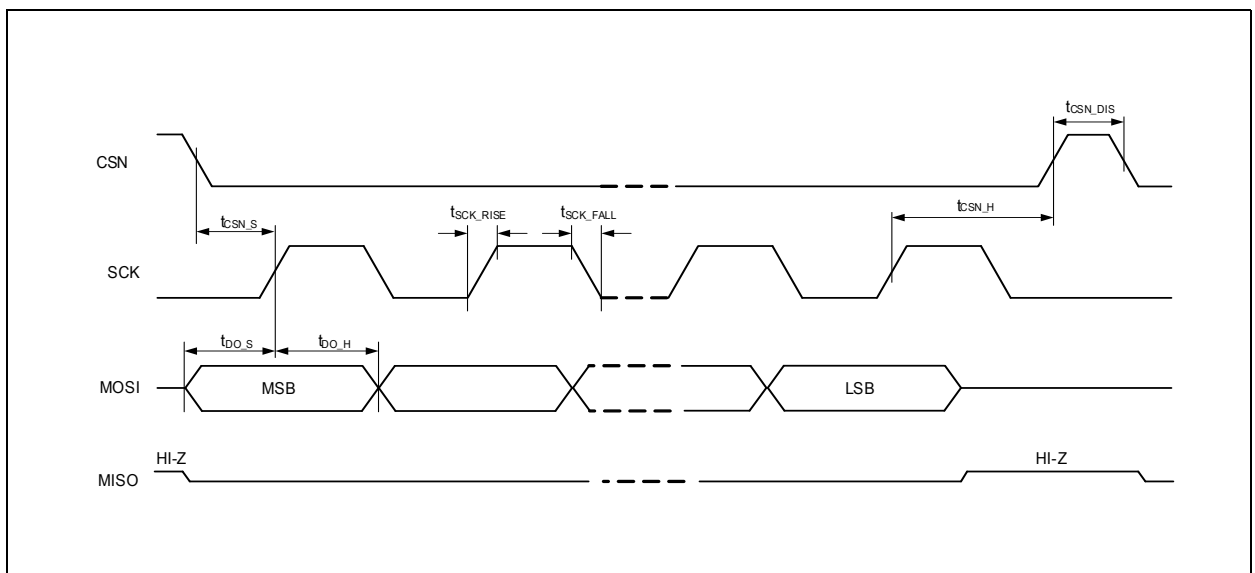 tCSN_DIS
CSN
tCSN_S
tSCK_RISE
tSCK_FALL
tCSN_H
SCK
tDO_S
tDO_H
MOSI
MSB
LSB
HI-Z
HI-Z
MISO